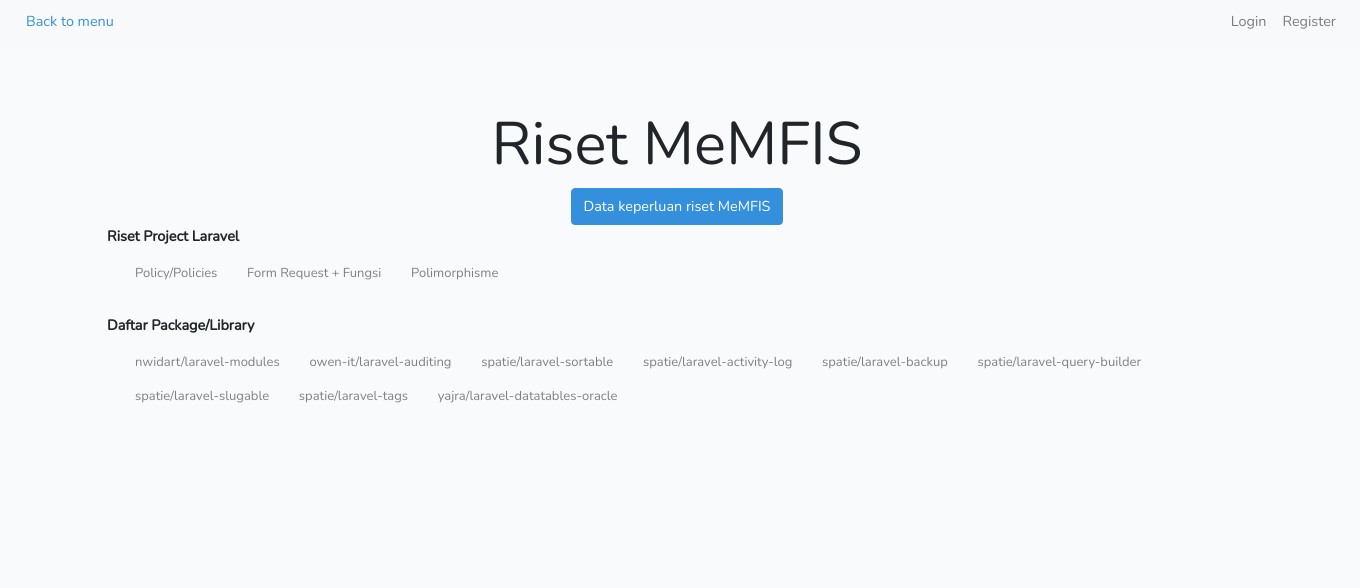 Back to menu Login Register
Riset MeMFIS
Data keperluan riset MeMFIS
Riset Project Laravel
Policy/Policies Form Request + Fungsi Polimorphisme
Daftar Package/Library
nwidart/laravel-modules owen-it/laravel-auditing spatie/laravel-sortable spatie/laravel-activity-log spatie/laravel-backup spatie/laravel-query-builder
spatie/laravel-slugable spatie/laravel-tags yajra/laravel-datatables-oracle